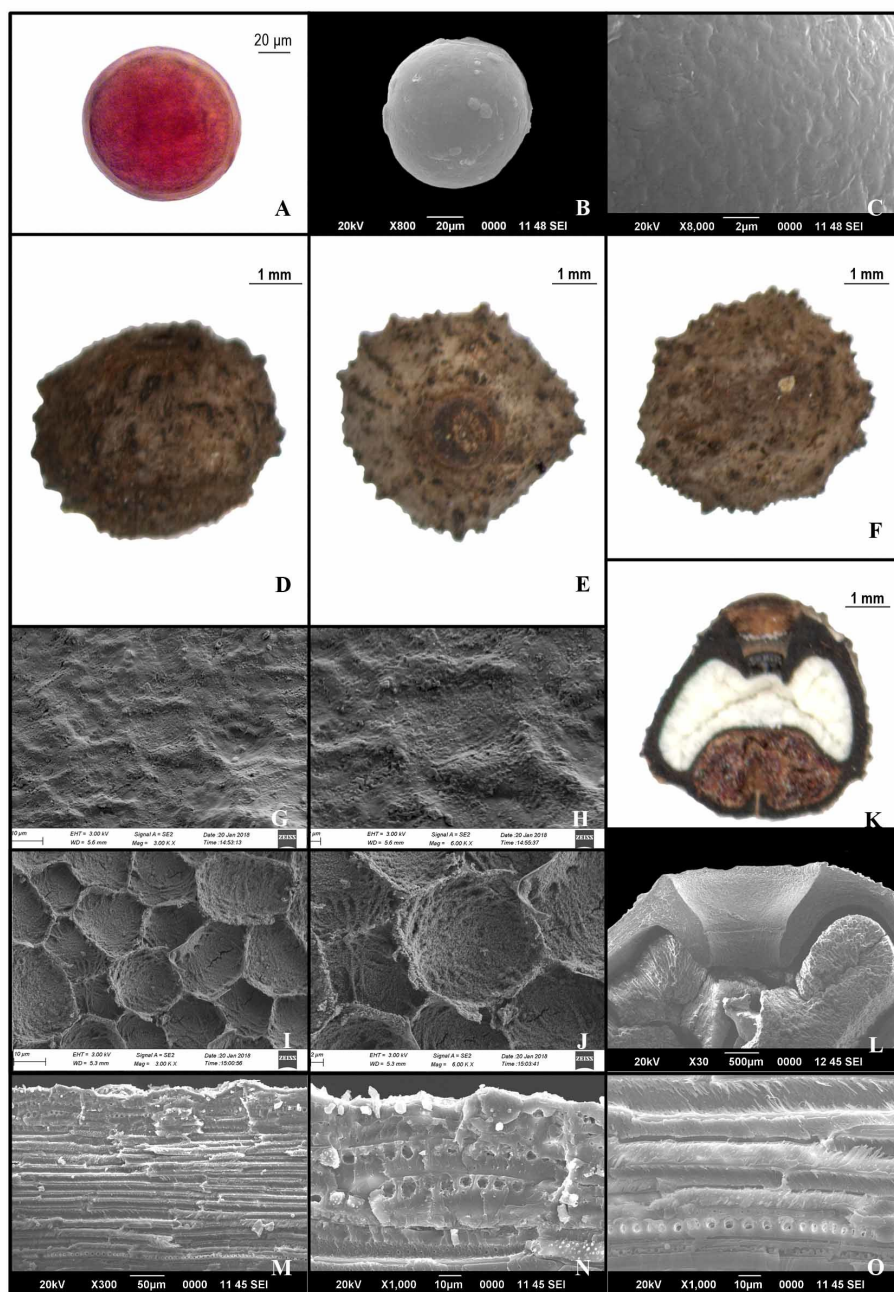 20 µm
A
20kV X800 20µm 0000 11 48 SEI
B
20kV X8,000 2µm 0000 11 48 SEI
C
1 mm
D
1 mm
E
1 mm
F
G
10 µm EHT = 3.00 kV Signal A = SE2 Date :20 Jan 2018 ZEISS
WD = 5.6 mm Mag = 3.00 K X Time :14:53:13
H
µm EHT = 3.00 kV Signal A = SE2 Date :20 Jan 2018 ZEISS
WD = 5.6 mm Mag = 6.00 K X Time :14:55:37
1 mm
K
I
10 µm EHT = 3.00 kV Signal A = SE2 Date :20 Jan 2018 ZEISS
WD = 5.3 mm Mag = 3.00 K X Time :15:00:56
J
2 µm EHT = 3.00 kV Signal A = SE2 Date :20 Jan 2018 ZEISS
WD = 5.3 mm Mag = 6.00 K X Time :15:03:41
L
20kV X30 500µm 0000 12 45 SEI
M
20kV X300 50µm 0000 11 45 SEI
N
20kV X1,000 10µm 0000 11 45 SEI
O
20kV X1,000 10µm 0000 11 45 SEI